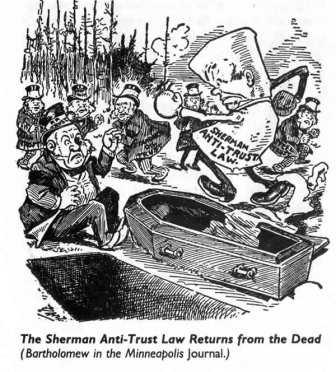 SHERMAN
ANTI-TRUST
LAW.
The Sherman Anti-Trust Law Returns from the Dead
(Bartholomew in the Minneapolis Journal.)